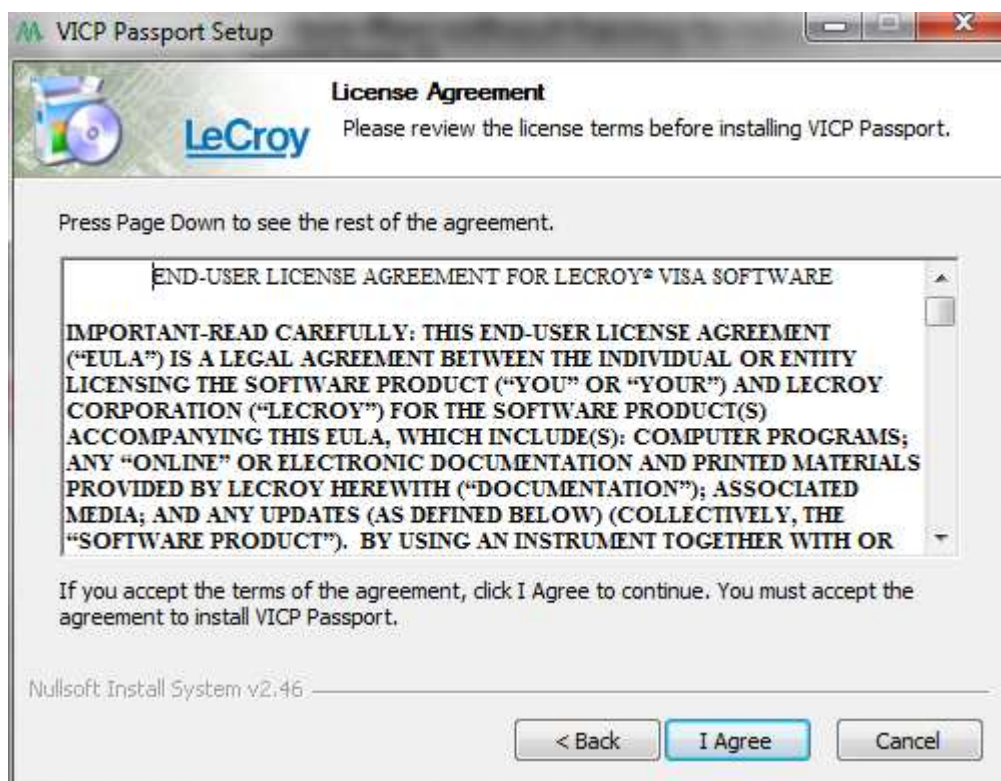 VICP Passport Setup
License Agreement
Please review the license terms before installing VICP Passport.
LeCroy
Press Page Down to see the rest of the agreement.
END-USER LICENSE AGREEMENT FOR LECROY® VISA SOFTWARE
IMPORTANT-READ CAREFULLY: THIS END-USER LICENSE AGREEMENT
(“EULA”) IS A LEGAL AGREEMENT BETWEEN THE INDIVIDUAL OR ENTITY
LICENSING THE SOFTWARE PRODUCT (“YOU” OR “YOUR”) AND LECROY
CORPORATION (“LECROY”) FOR THE SOFTWARE PRODUCT(S)
ACCOMPANYING THIS EULA, WHICH INCLUDE(S): COMPUTER PROGRAMS;
ANY “ONLINE” OR ELECTRONIC DOCUMENTATION AND PRINTED MATERIALS
PROVIDED BY LECROY HEREWITH (“DOCUMENTATION”); ASSOCIATED
MEDIA; AND ANY UPDATES (AS DEFINED BELOW) (COLLECTIVELY, THE
“SOFTWARE PRODUCT”).  BY USING AN INSTRUMENT TOGETHER WITH OR
If you accept the terms of the agreement, click I Agree to continue. You must accept the
agreement to install VICP Passport.
Nullsoft Install System v2.46
< Back
I Agree
Cancel